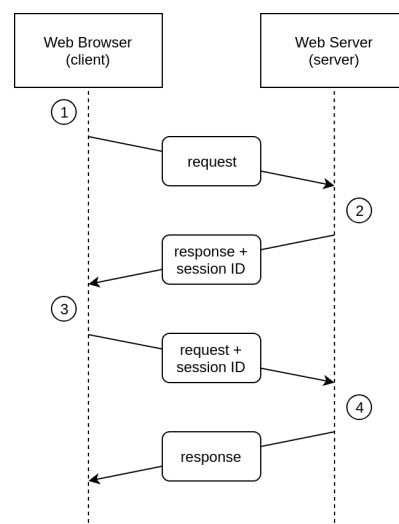 Web Browser
(client)
Web Server
(server)
1
request
2
response +
session ID
3
request +
session ID
4
response